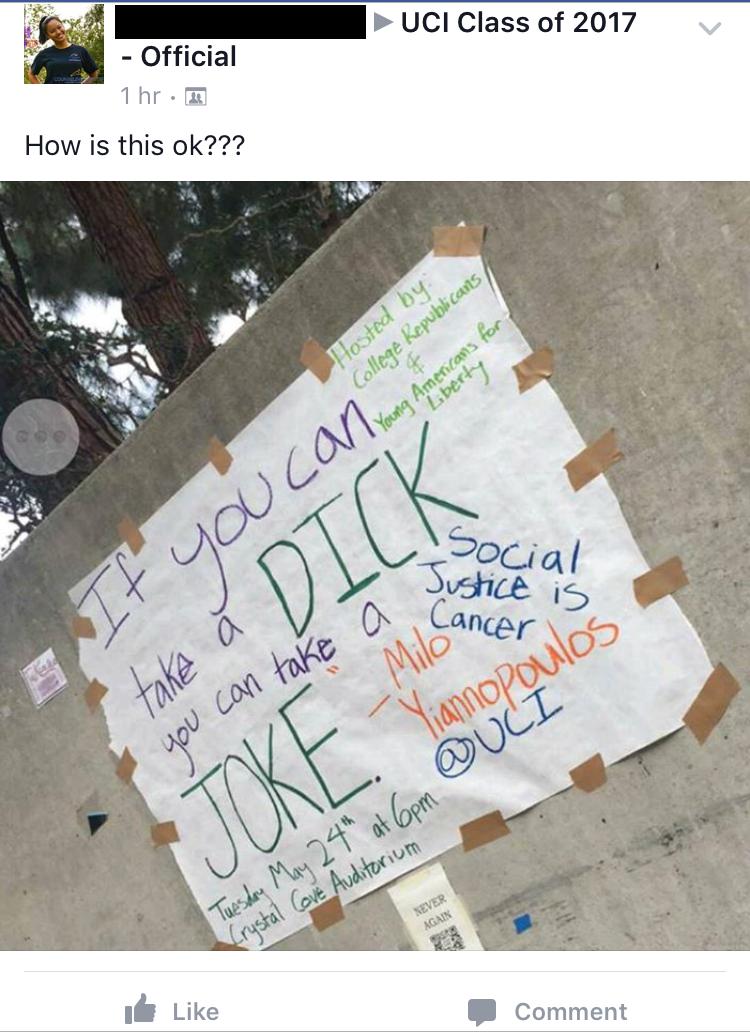 UCI Class of 2017
- Official
1 hr ·
How is this ok???
Hosted by:
College Republicans
&
Young Americans for
Liberty
If you can
take a DICK
you can take a
JOKE."
Social
Justice is
Cancer
- Milo
Yiannopoulos
@UCI
Tuesday May 24th at 6pm
Crystal Cove Auditorium
NEVER
AGAIN
Like
Comment